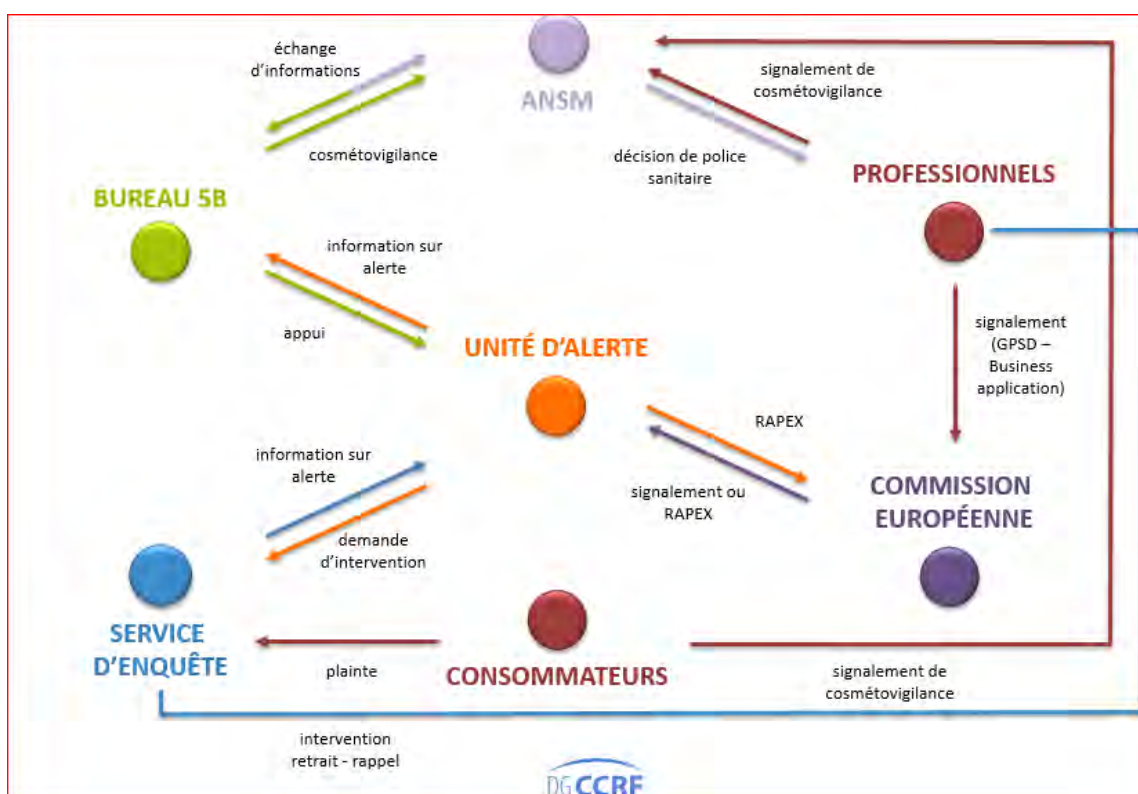 échange
d'informations
ANSM
signalement de
cosmétovigilance
cosmétovigilance
décision de police
sanitaire
PROFESSIONNELS
BUREAU 5B
information sur
alerte
appui
UNITÉ D'ALERTE
signalement
(GPSD –
Business
application)
RAPEX
information sur
alerte
signalement ou
RAPEX
COMMISSION
EUROPÉENNE
demande
d'intervention
SERVICE
D'ENQUÊTE
plainte
CONSOMMATEURS
signalement de
cosmétovigilance
intervention
retrait - rappel
DG CCRF